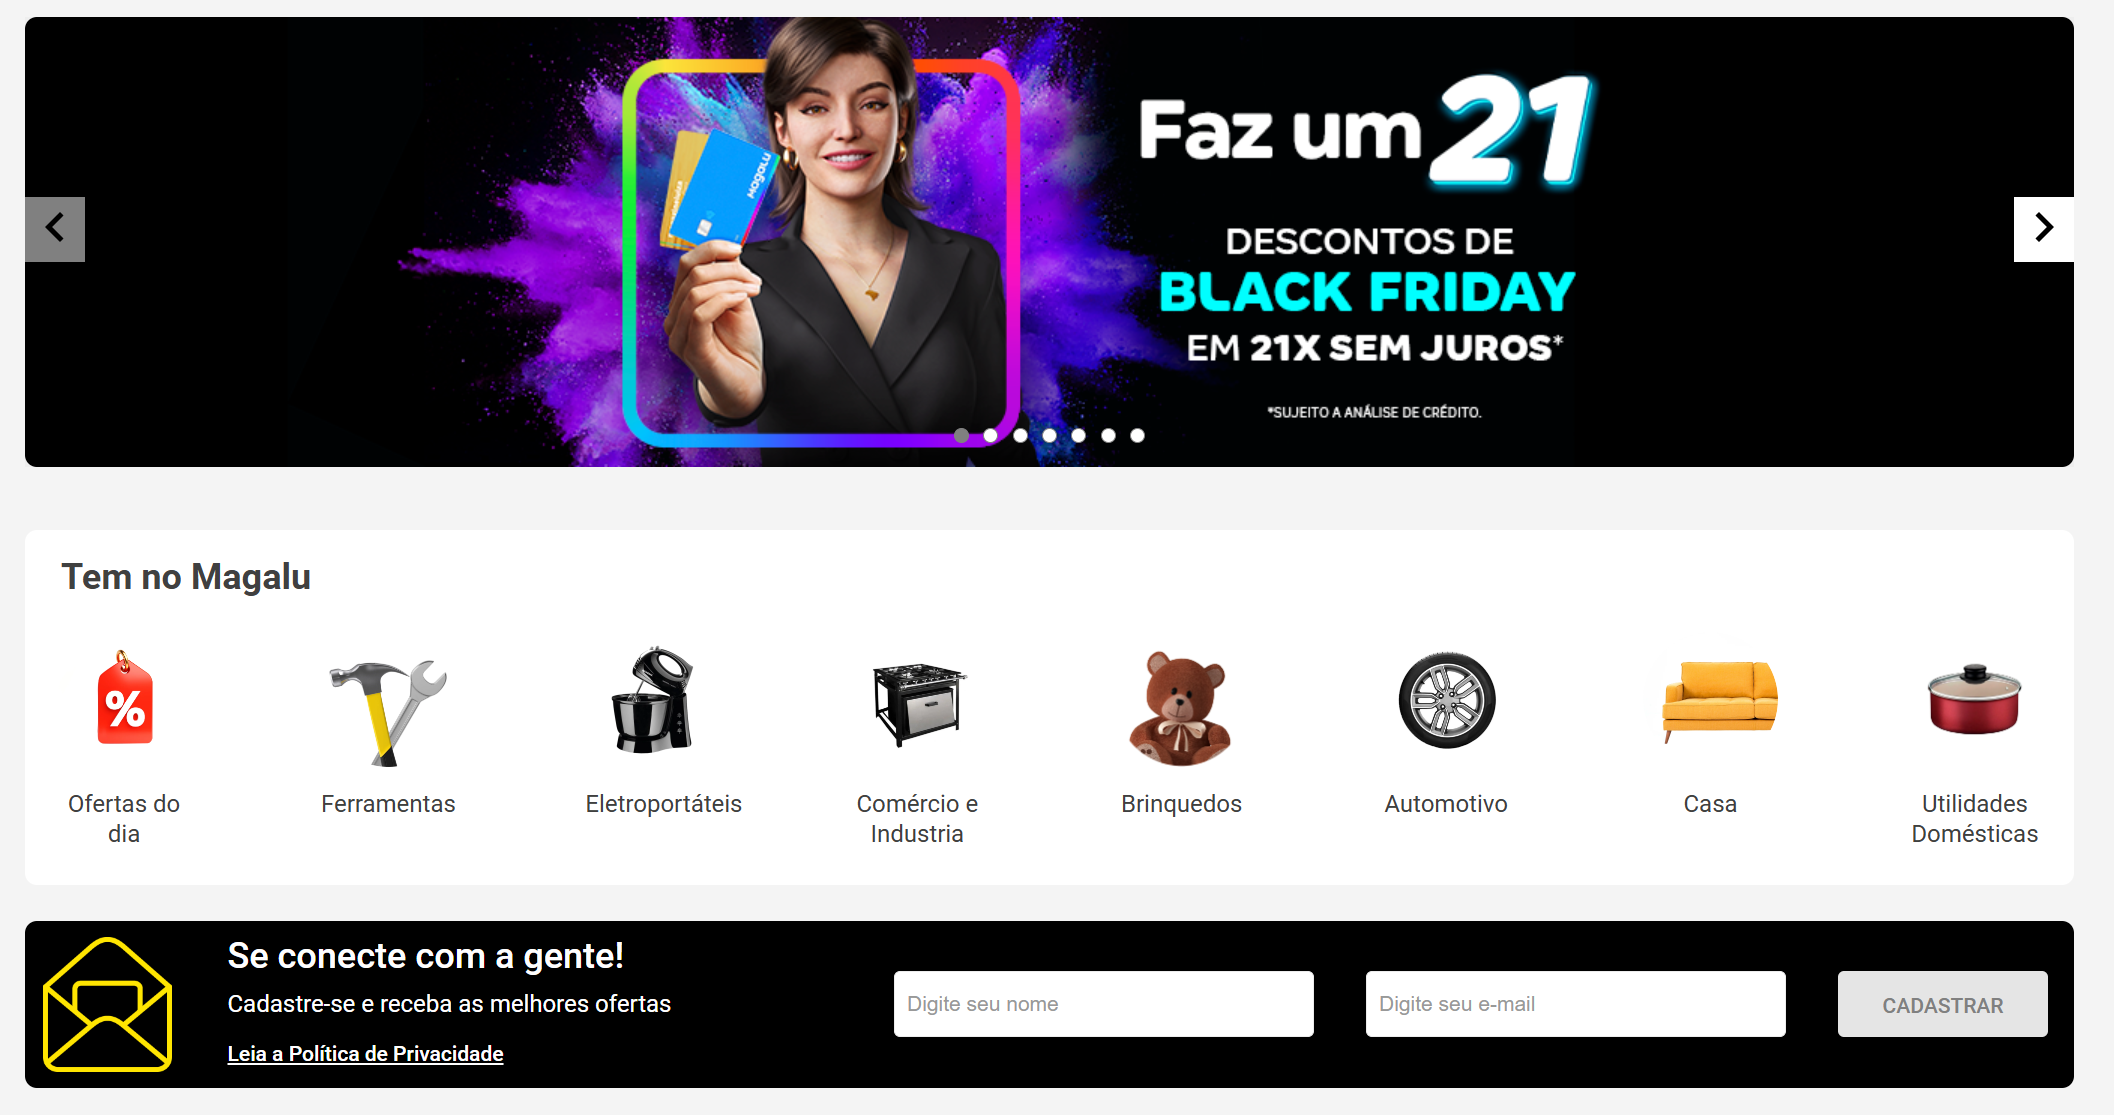 Faz um 21
magalu
DESCONTOS DE
BLACK FRIDAY
EM 21X SEM JUROS*
*SUJEITO A ANÁLISE DE CRÉDITO.
Tem no Magalu
%
Ofertas do
dia
Ferramentas
Eletroportáteis
Comércio e
Industria
Brinquedos
Automotivo
Casa
Utilidades
Domésticas
Se conecte com a gente!
Cadastre-se e receba as melhores ofertas
Leia a Política de Privacidade
Digite seu nome
Digite seu e-mail
CADASTRAR